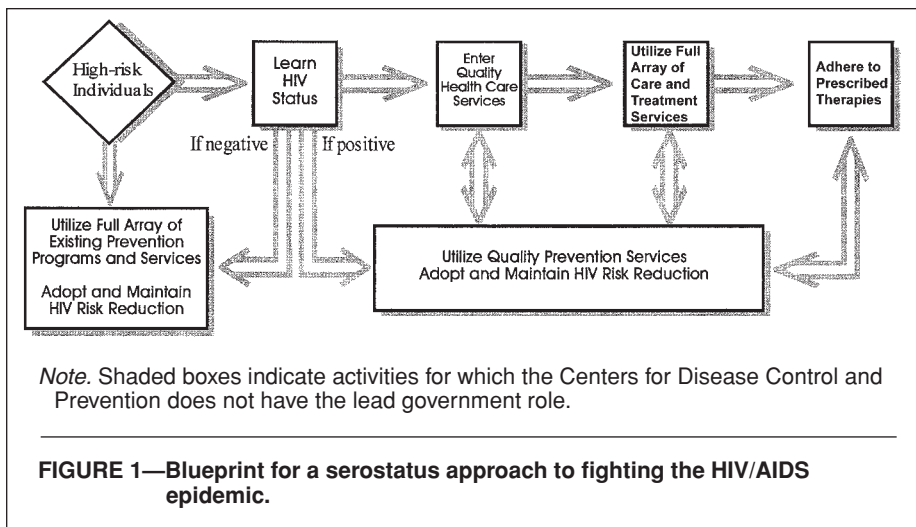 High-risk
Individuals
Learn
HIV
Status
Enter
Quality
Health Care
Services
Utilize Full
Array of
Care and
Treatment
Services
Adhere to
Prescribed
Therapies
If negative
If positive
Utilize Full Array of
Existing Prevention
Programs and Services
Adopt and Maintain
HIV Risk Reduction
Utilize Quality Prevention Services
Adopt and Maintain HIV Risk Reduction
Note. Shaded boxes indicate activities for which the Centers for Disease Control and
Prevention does not have the lead government role.
FIGURE 1—Blueprint for a serostatus approach to fighting the HIV/AIDS
epidemic.